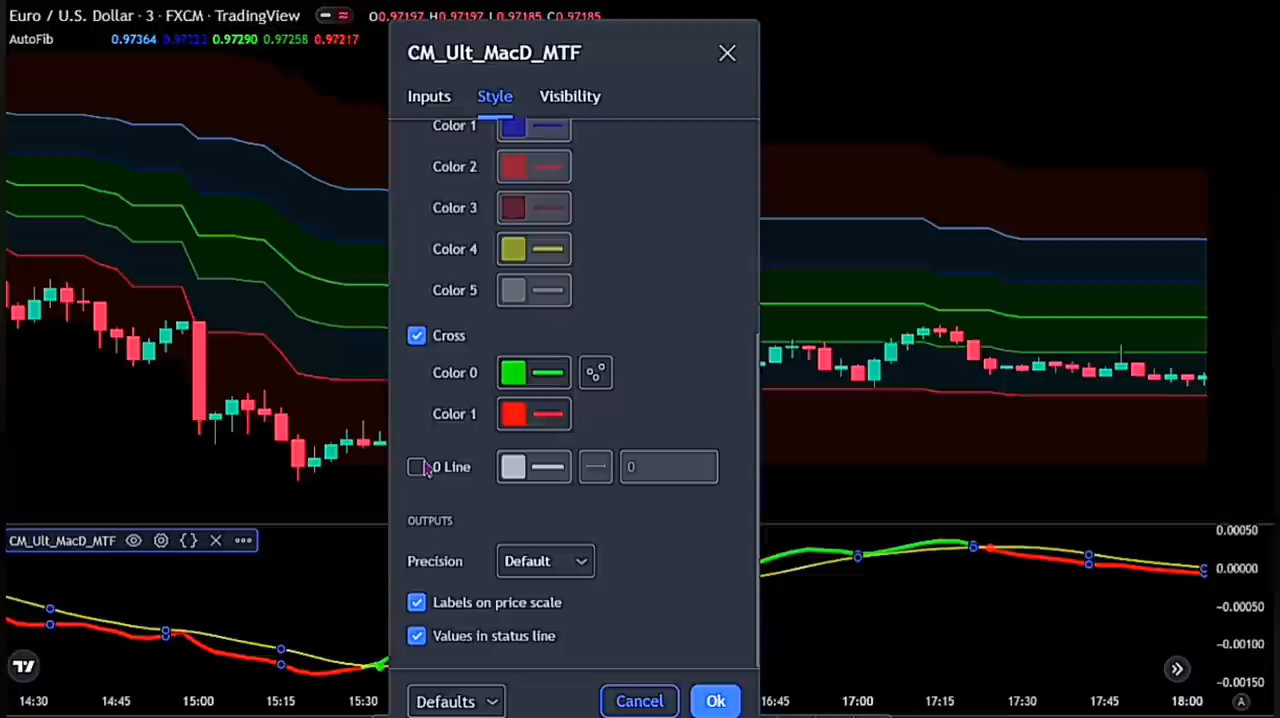 Euro / U.S. Dollar · 3 · FXCM · TradingView
O0.97197 H0.97197 L0.97185 C0.97185
AutoFib 0.97364 0.97290 0.97258 0.97217
CM_Ult_MacD_MTF
Inputs Style Visibility
Color 1
Color 2
Color 3
Color 4
Color 5
Cross
Color 0
Color 1
0 Line 0
OUTPUTS
Precision Default
Labels on price scale
Values in status line
Defaults Cancel Ok
CM_Ult_MacD_MTF
0.00050
0.00000
−0.00050
−0.00100
−0.00150
14:30 14:45 15:00 15:15 15:30 16:45 17:00 17:15 17:30 17:45 18:00 A